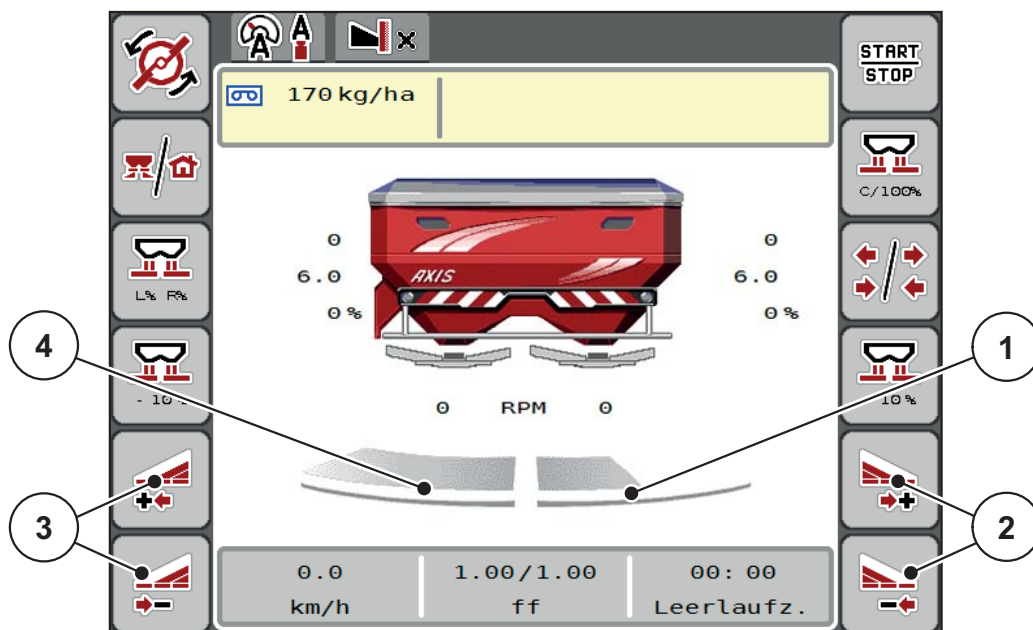 A A x
START
STOP
170 kg/ha
C/100%
0 0
6.0 6.0
L% R%
AXIS
0 % 0 %
4
1
- 10 %
10 %
0 RPM 0
3
2
0.0 1.00/1.00 00: 00
km/h ff Leerlaufz.